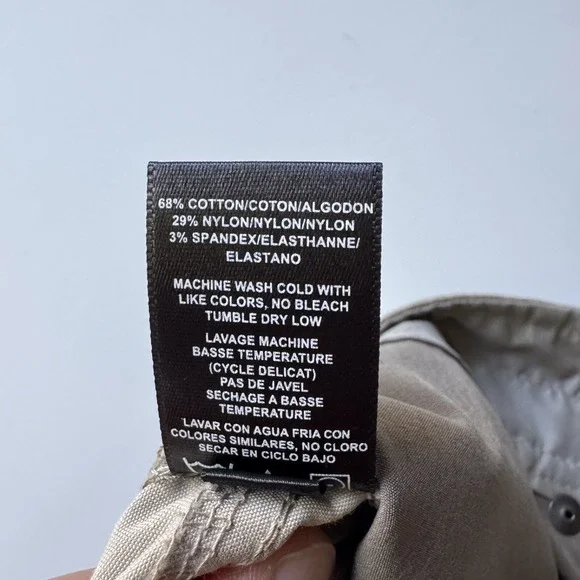 68% COTTON/COTON/ALGODON
29% NYLON/NYLON/NYLON
3% SPANDEX/ELASTHANNE/
ELASTANO
MACHINE WASH COLD WITH
LIKE COLORS, NO BLEACH
TUMBLE DRY LOW
LAVAGE MACHINE
BASSE TEMPERATURE
(CYCLE DELICAT)
PAS DE JAVEL
SECHAGE A BASSE
TEMPERATURE
LAVAR CON AGUA FRIA CON
COLORES SIMILARES, NO CLORO
SECAR EN CICLO BAJO